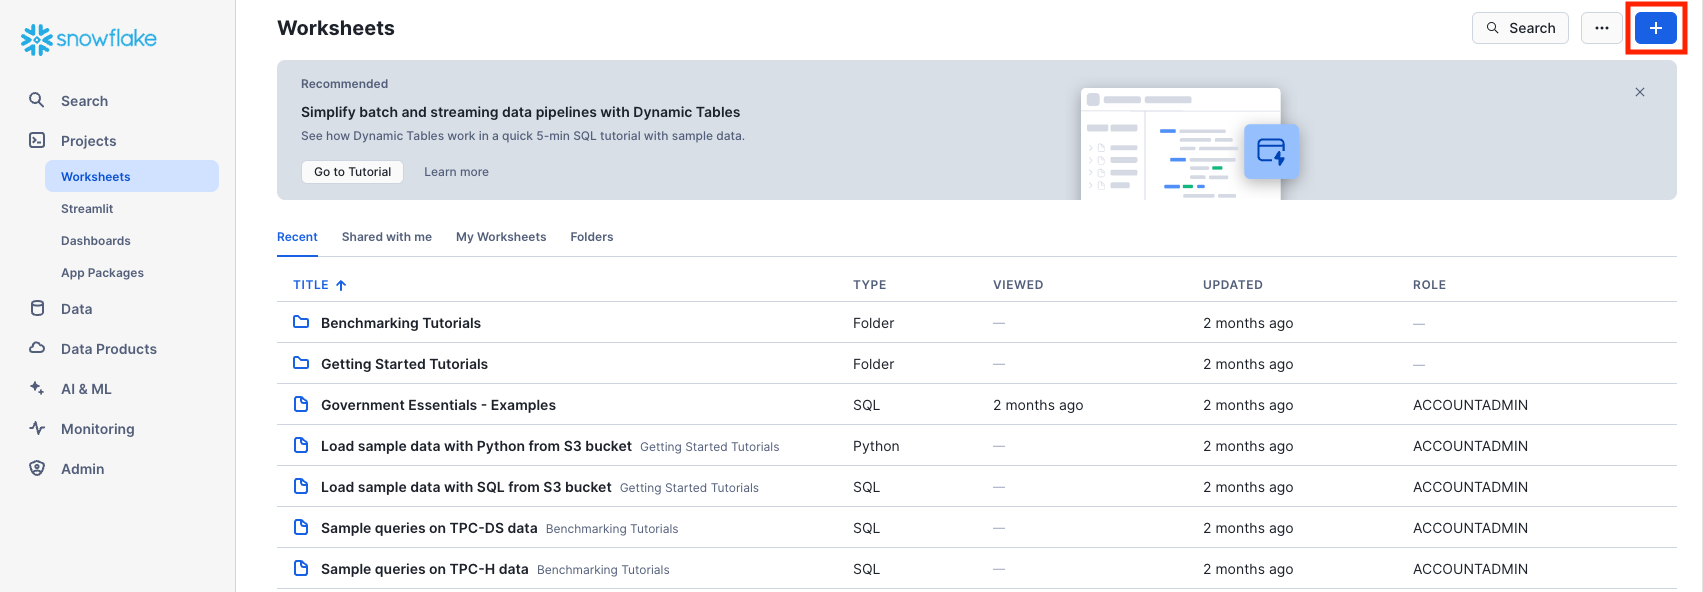 snowflake
Search
Projects
Worksheets
Streamlit
Dashboards
App Packages
Data
Data Products
AI & ML
Monitoring
Admin
Worksheets
Search
Recommended
Simplify batch and streaming data pipelines with Dynamic Tables
See how Dynamic Tables work in a quick 5-min SQL tutorial with sample data.
Go to Tutorial Learn more
Recent Shared with me My Worksheets Folders
TITLE TYPE VIEWED UPDATED ROLE
Benchmarking Tutorials Folder — 2 months ago —
Getting Started Tutorials Folder — 2 months ago —
Government Essentials - Examples SQL 2 months ago 2 months ago ACCOUNTADMIN
Load sample data with Python from S3 bucket Getting Started Tutorials Python — 2 months ago ACCOUNTADMIN
Load sample data with SQL from S3 bucket Getting Started Tutorials SQL — 2 months ago ACCOUNTADMIN
Sample queries on TPC-DS data Benchmarking Tutorials SQL — 2 months ago ACCOUNTADMIN
Sample queries on TPC-H data Benchmarking Tutorials SQL — 2 months ago ACCOUNTADMIN